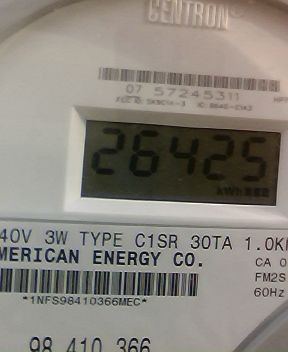 CENTRON
07 57245311
26425
kWh
40V 3W TYPE C1SR 30TA 1.0K
MERICAN ENERGY CO.
CA 0
FM2S
60Hz
*1NFS98410366MEC*
98 410 366